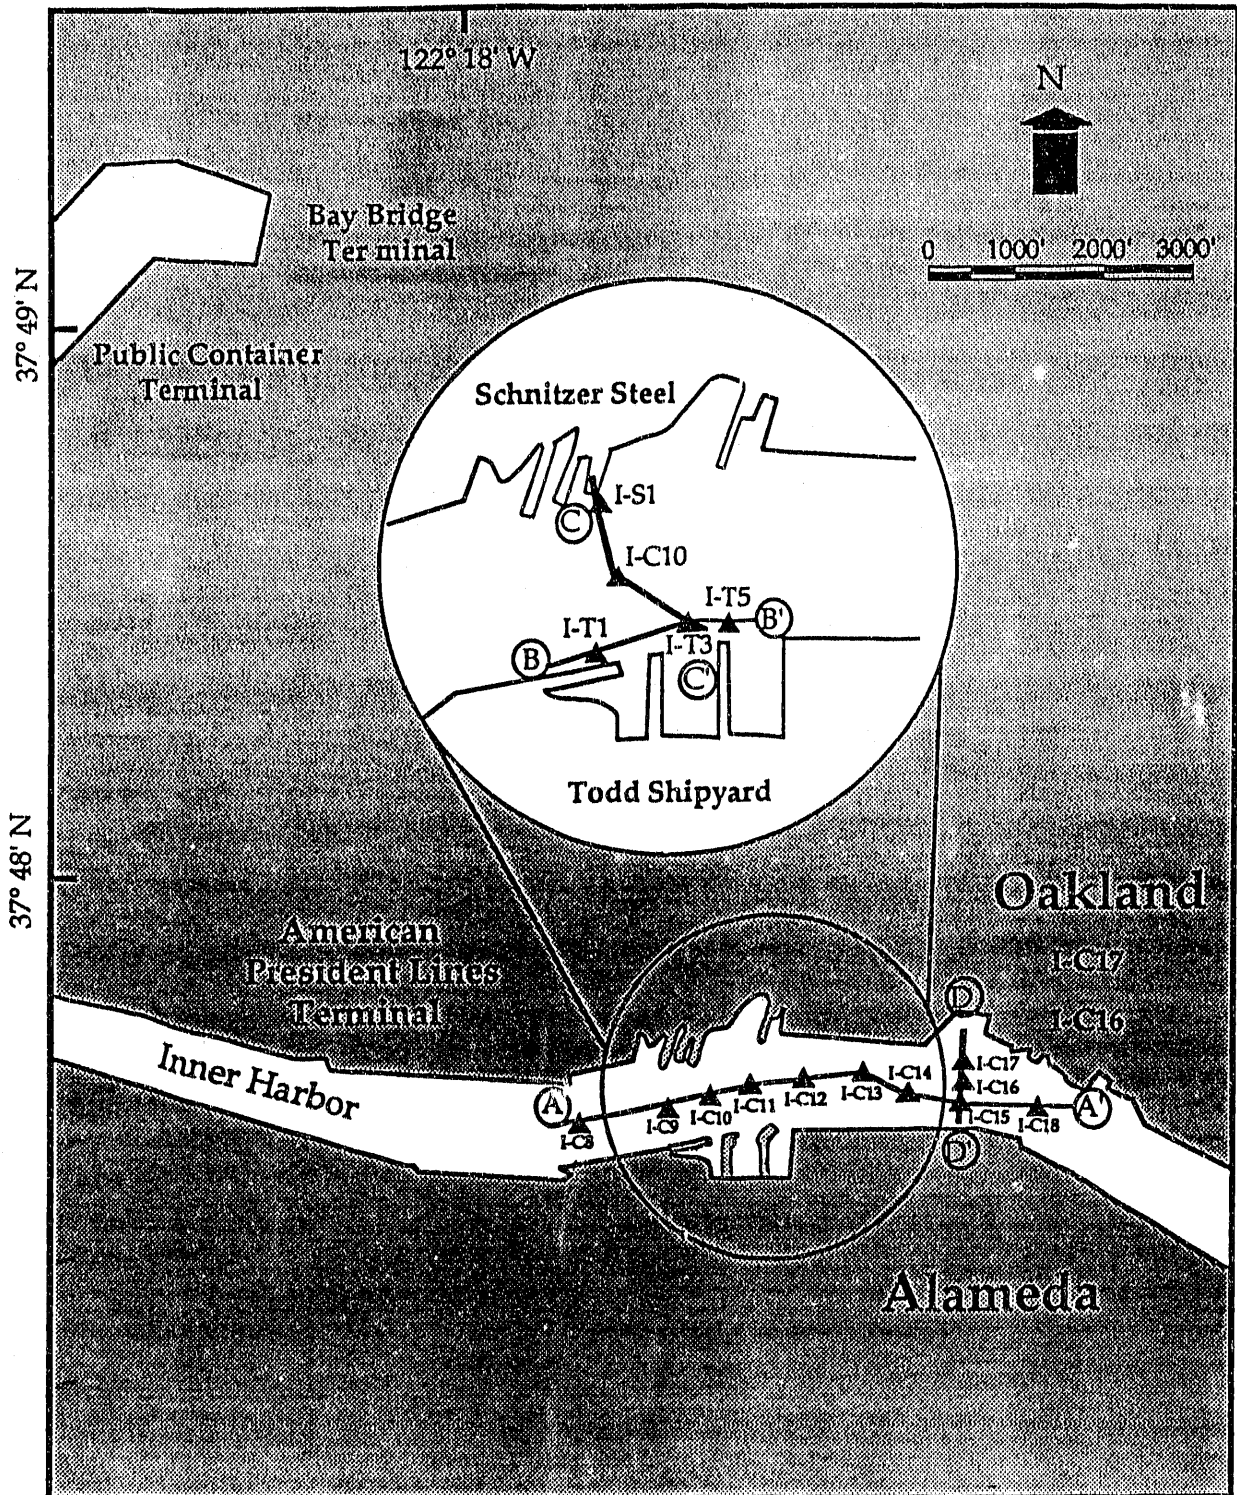 122° 18' W
N
Bay Bridge
Terminal
0 1000' 2000' 3000'
37° 49' N
Public Container
Terminal
Schnitzer Steel
I-S1
C
I-C10
I-T5
B'
I-T1
I-T3
B
C'
Todd Shipyard
37° 48' N
Oakland
American
President Lines
Terminal
I-C17
I-C16
D
Inner Harbor
I-C17
I-C14
I-C16
A
I-C13
A'
I-C12
I-C11
I-C10
I-C9
I-C8
I-C15
I-C18
D'
Alameda